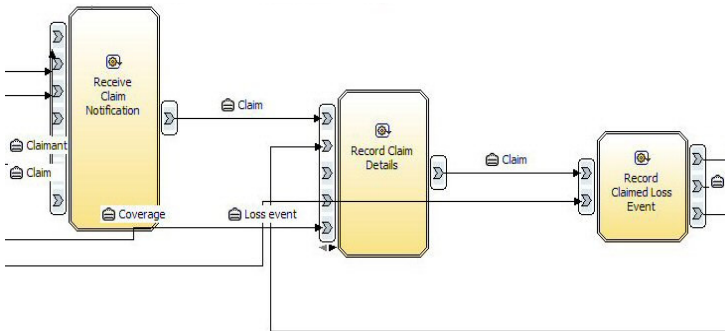 Receive
Claim
Notification
Claim
Claimant
Claim
Coverage
Loss event
Record Claim
Details
Claim
Record
Claimed Loss
Event